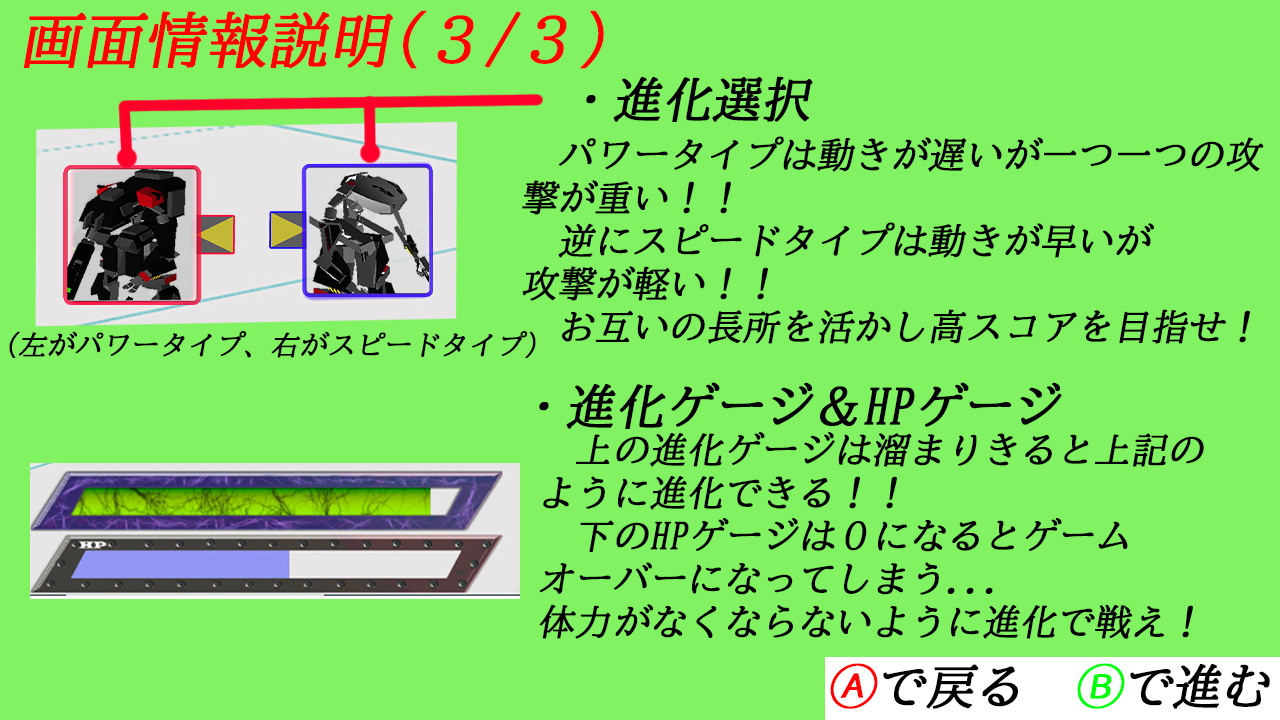 画面情報説明(３/３)
・進化選択
パワータイプは動きが遅いが一つ一つの攻
撃が重い！！
逆にスピードタイプは動きが早いが
攻撃が軽い！！
お互いの長所を活かし高スコアを目指せ！
(左がパワータイプ、右がスピードタイプ)
・進化ゲージ＆HPゲージ
上の進化ゲージは溜まりきると上記の
ように進化できる！！
下のHPゲージは０になるとゲーム
オーバーになってしまう...
体力がなくならないように進化で戦え！
HP
Ⓐで戻る Ⓑで進む